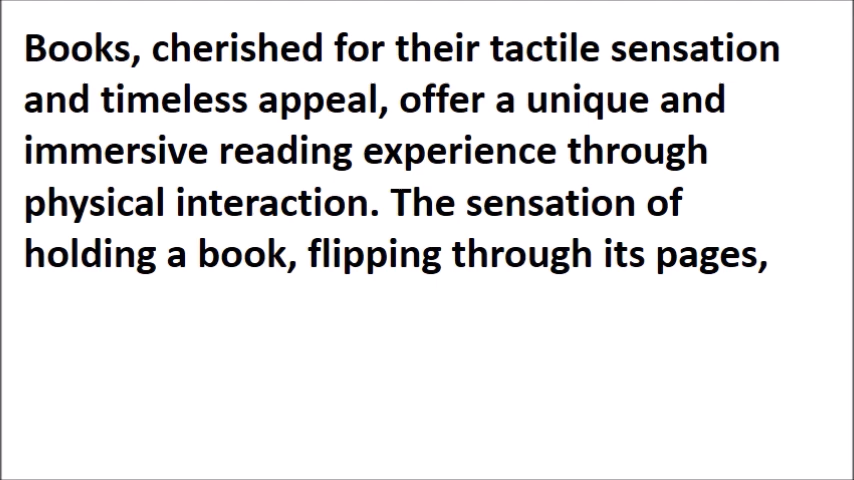 Books, cherished for their tactile sensation
and timeless appeal, offer a unique and
immersive reading experience through
physical interaction. The sensation of
holding a book, flipping through its pages,